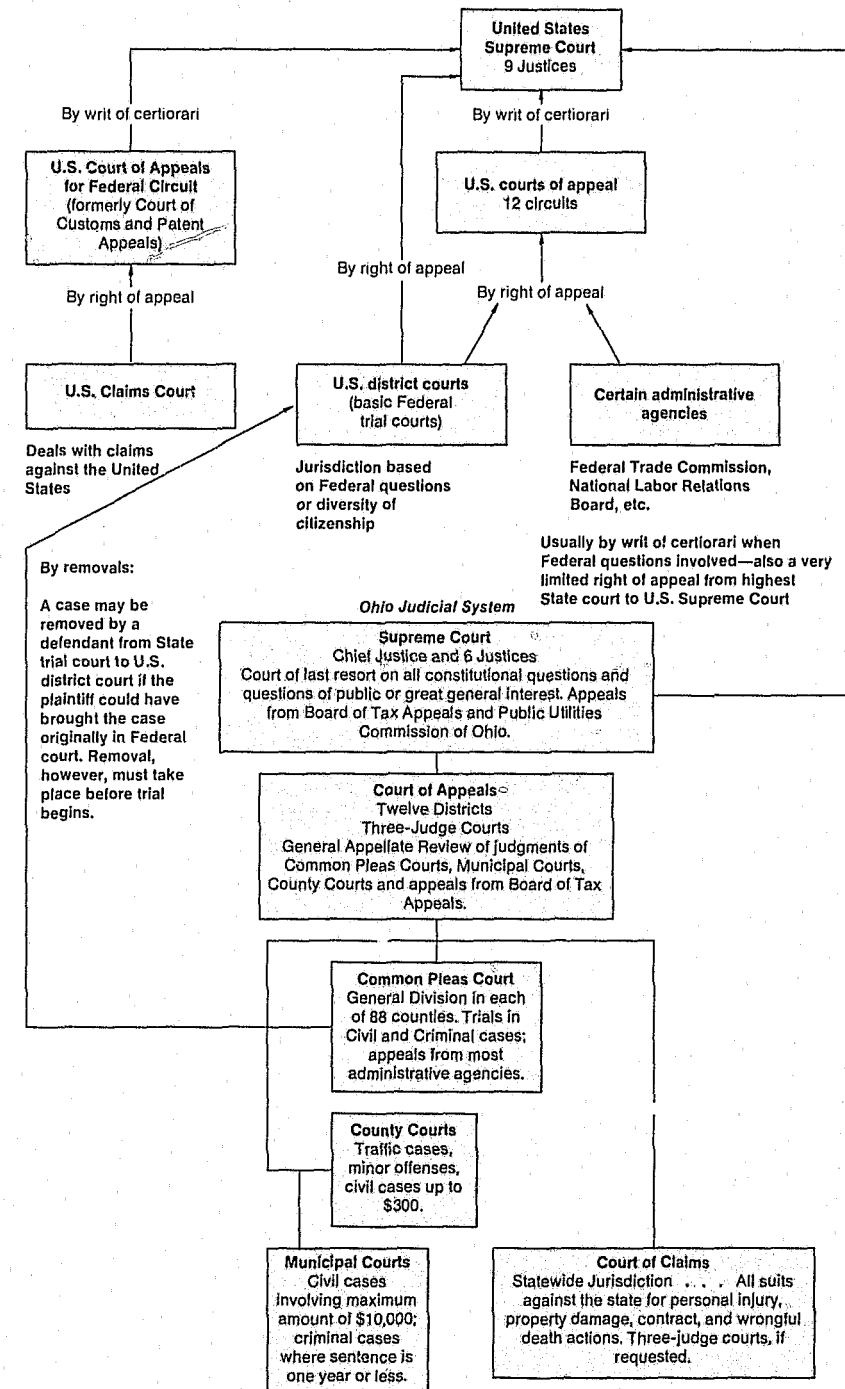 United States
Supreme Court
9 Justices
By writ of certiorari
By writ of certiorari
U.S. Court of Appeals
for Federal Circuit
(formerly Court of
Customs and Patent
Appeals)
U.S. courts of appeal
12 circuits
By right of appeal
By right of appeal
By right of appeal
U.S. Claims Court
U.S. district courts
(basic Federal
trial courts)
Certain administrative
agencies
Deals with claims
against the United
States
Jurisdiction based
on Federal questions
or diversity of
citizenship
Federal Trade Commission,
National Labor Relations
Board, etc.
Usually by writ of certiorari when
Federal questions involved—also a very
limited right of appeal from highest
State court to U.S. Supreme Court
By removals:
A case may be
removed by a
defendant from State
trial court to U.S.
district court if the
plaintiff could have
brought the case
originally in Federal
court. Removal,
however, must take
place before trial
begins.
Ohio Judicial System
Supreme Court
Chief Justice and 6 Justices
Court of last resort on all constitutional questions and
questions of public or great general interest. Appeals
from Board of Tax Appeals and Public Utilities
Commission of Ohio.
Court of Appeals
Twelve Districts
Three-Judge Courts
General Appellate Review of judgments of
Common Pleas Courts, Municipal Courts,
County Courts and appeals from Board of Tax
Appeals.
Common Pleas Court
General Division in each
of 88 counties. Trials in
Civil and Criminal cases;
appeals from most
administrative agencies.
County Courts
Traffic cases,
minor offenses,
civil cases up to
$300.
Municipal Courts
Civil cases
involving maximum
amount of $10,000;
criminal cases
where sentence is
one year or less.
Court of Claims
Statewide Jurisdiction . . . . All suits
against the state for personal injury,
property damage, contract, and wrongful
death actions. Three-judge courts, if
requested.